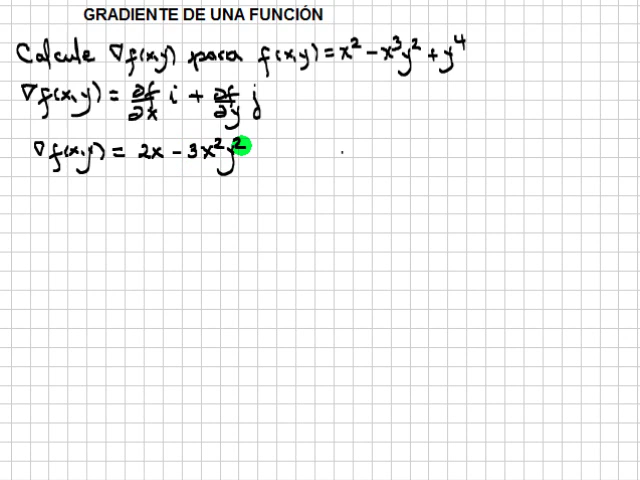 GRADIENTE DE UNA FUNCIÓN
Calcule ∇f(x,y) para f(x,y) = x² - x³y² + y⁴
∇f(x,y) = ∂f/∂x i + ∂f/∂y j
∇f(x,y) = 2x - 3x²y²